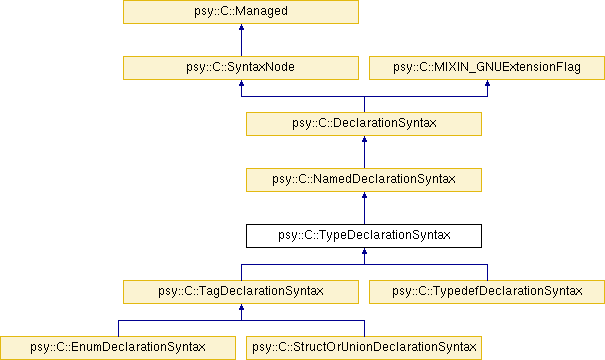 psy::C::Managed
psy::C::SyntaxNode
psy::C::MIXIN_GNUExtensionFlag
psy::C::DeclarationSyntax
psy::C::NamedDeclarationSyntax
psy::C::TypeDeclarationSyntax
psy::C::TagDeclarationSyntax
psy::C::TypedefDeclarationSyntax
psy::C::EnumDeclarationSyntax
psy::C::StructOrUnionDeclarationSyntax